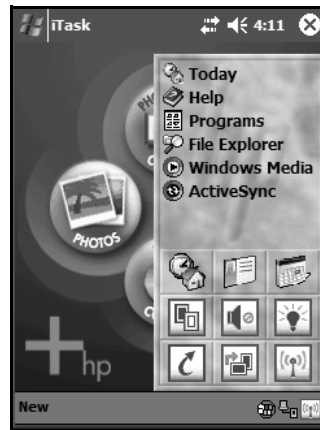 iTask 4:11
Today
Help
Programs
File Explorer
Windows Media
ActiveSync
PHOTOS
hp
New